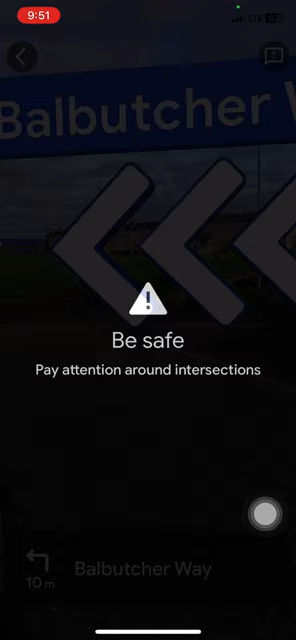 9:51
Balbutcher W
Be safe
Pay attention around intersections
Balbutcher Way
10 m